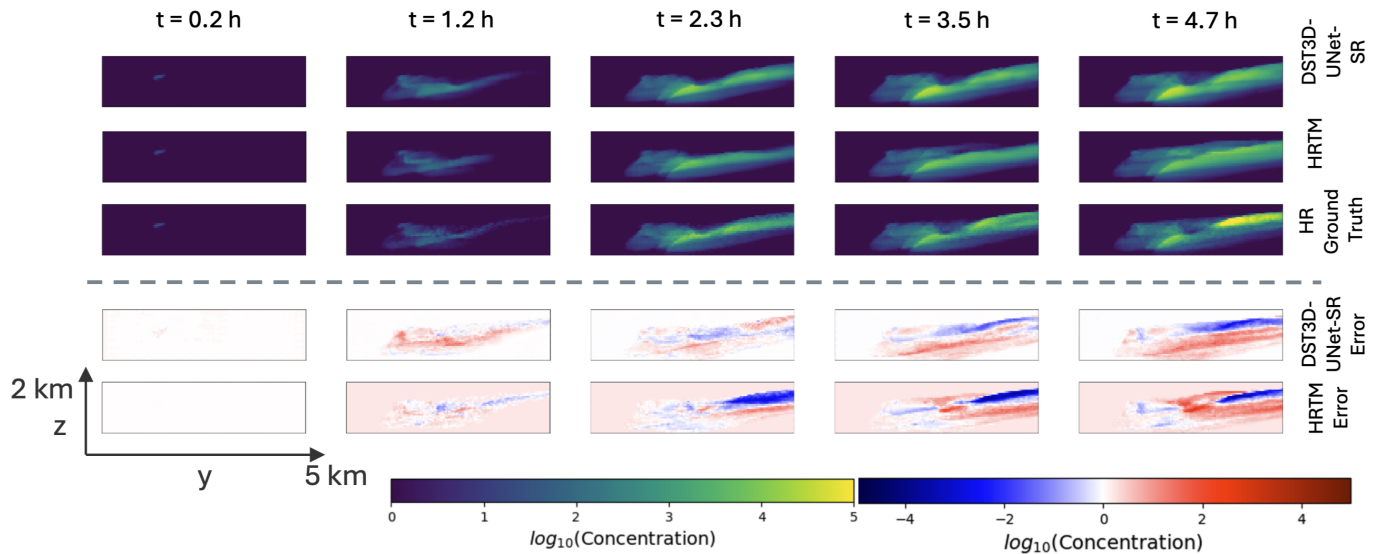 t = 0.2 h
t = 1.2 h
t = 2.3 h
t = 3.5 h
t = 4.7 h
DST3D-
UNet-
SR
HRTM
HR
Ground
Truth
DST3D-
UNet-SR
Error
HRTM
Error
2 km
z
y
5 km
0 1 2 3 4 5
log10(Concentration)
−4 −2 0 2 4
log10(Concentration)